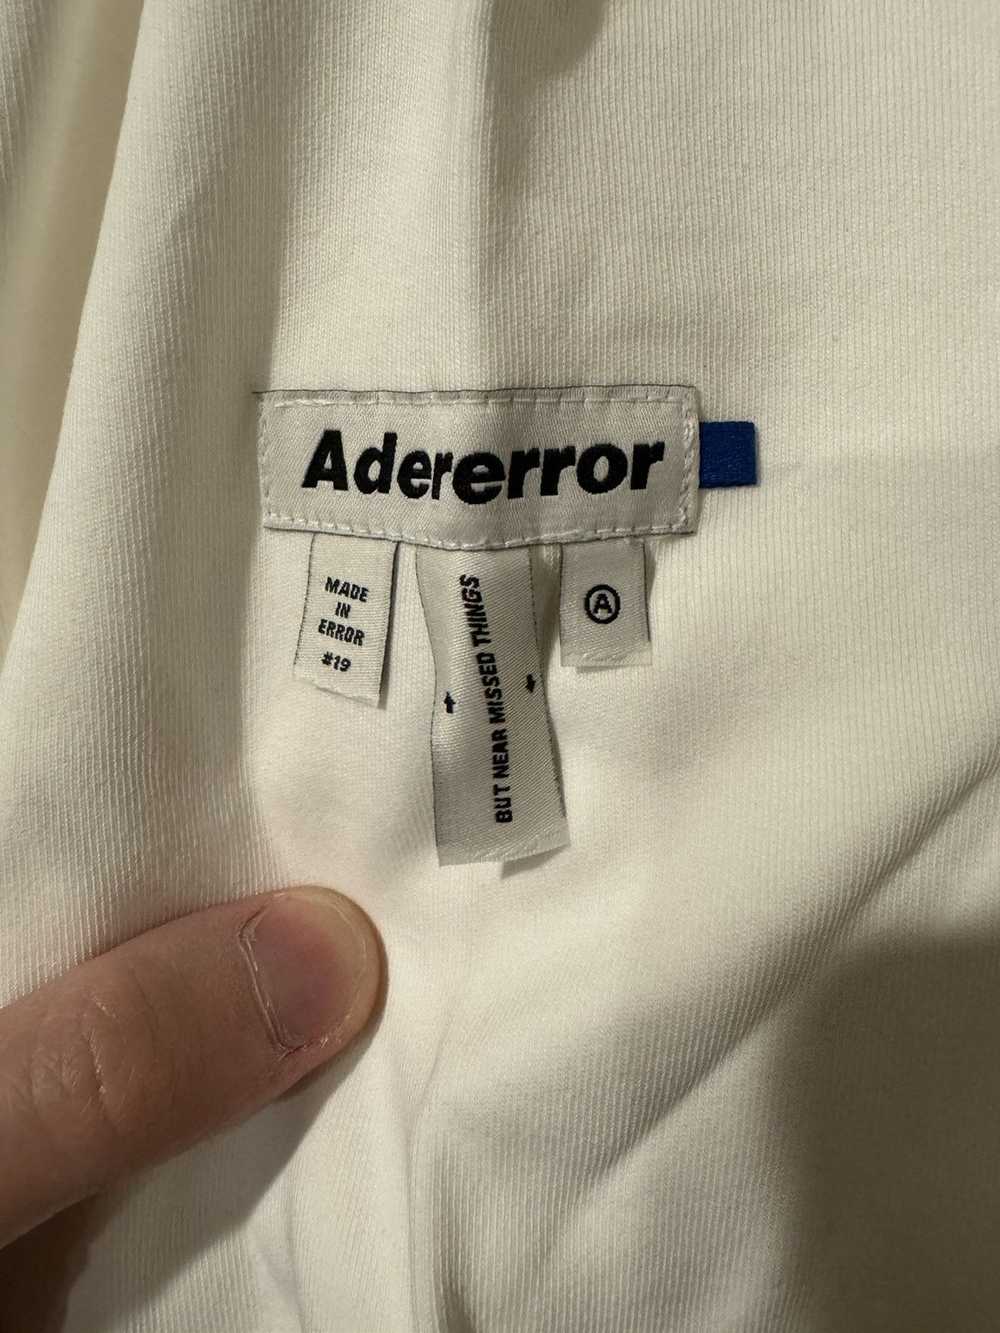 Adererror
MADE
IN
ERROR
#19
BUT NEAR MISSED THINGS
A